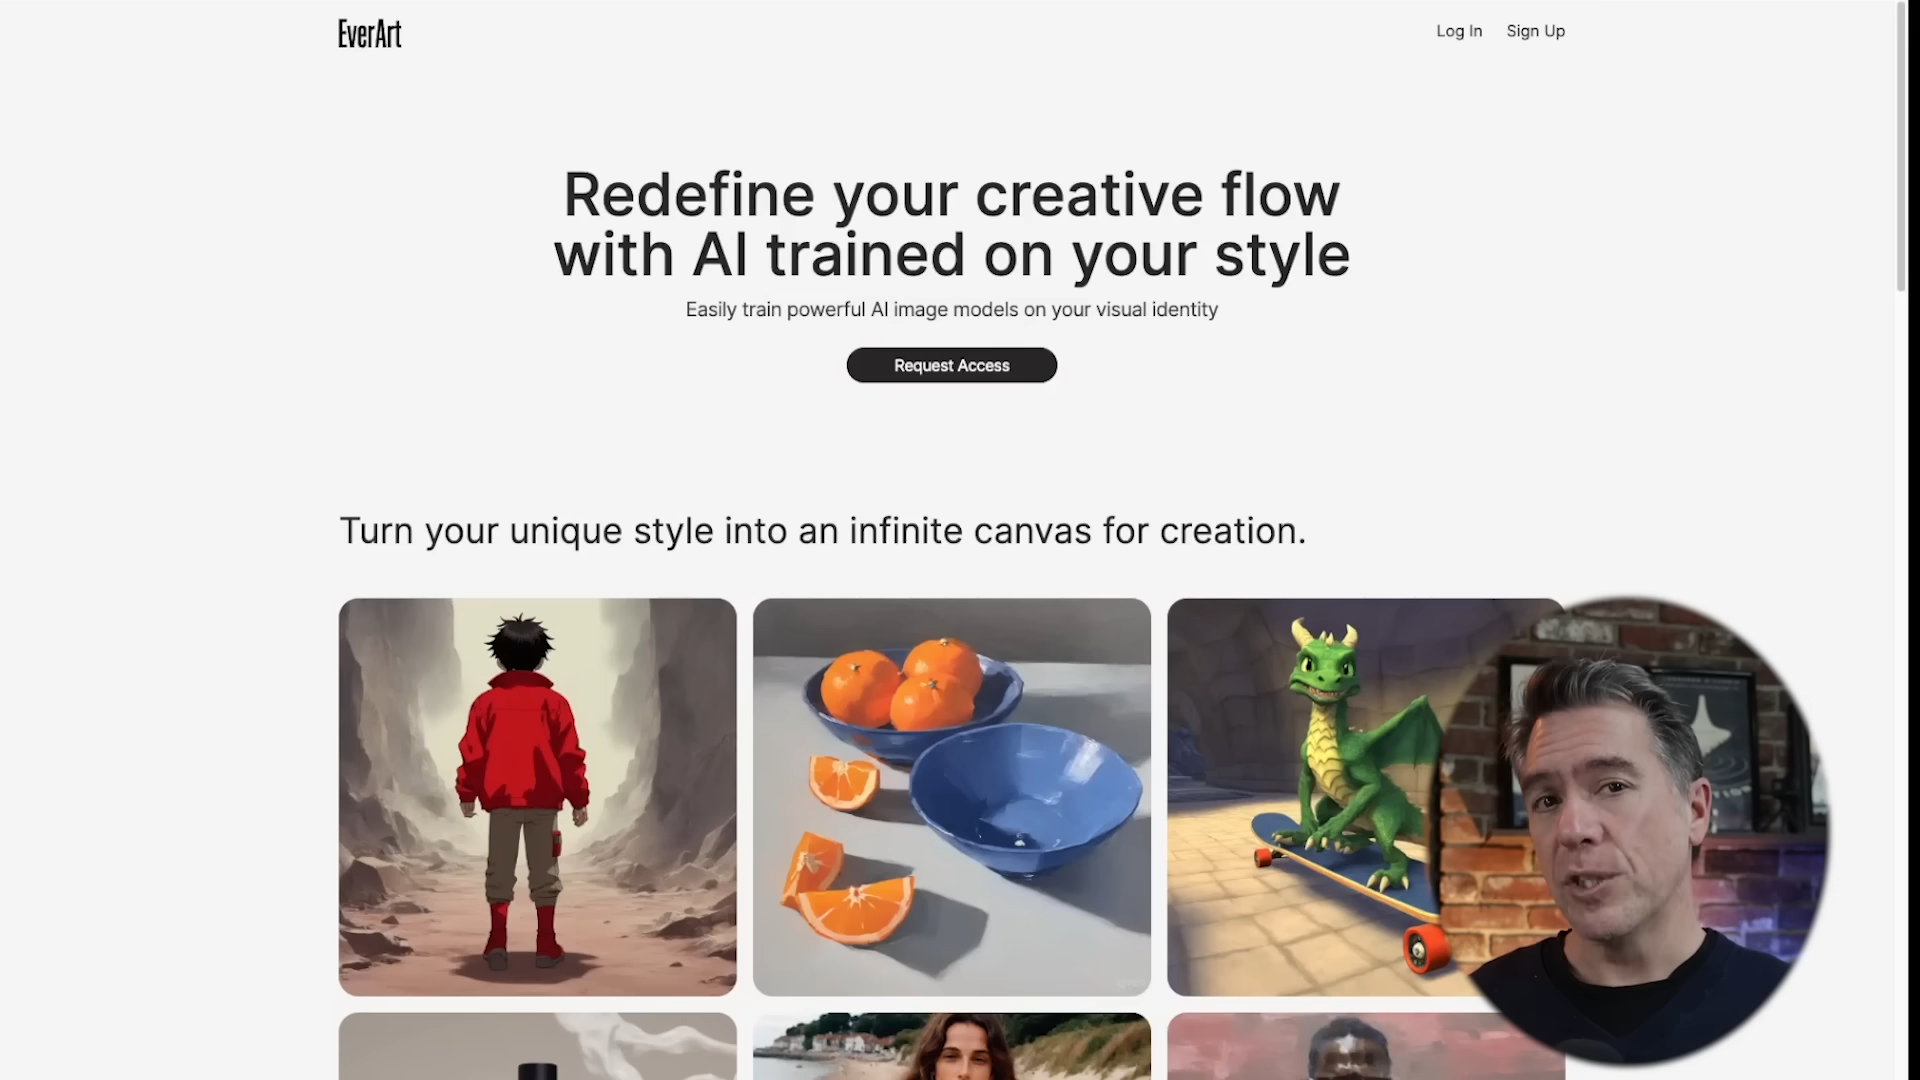 EverArt
Log In
Sign Up
Redefine your creative flow
with AI trained on your style
Easily train powerful AI image models on your visual identity
Request Access
Turn your unique style into an infinite canvas for creation.